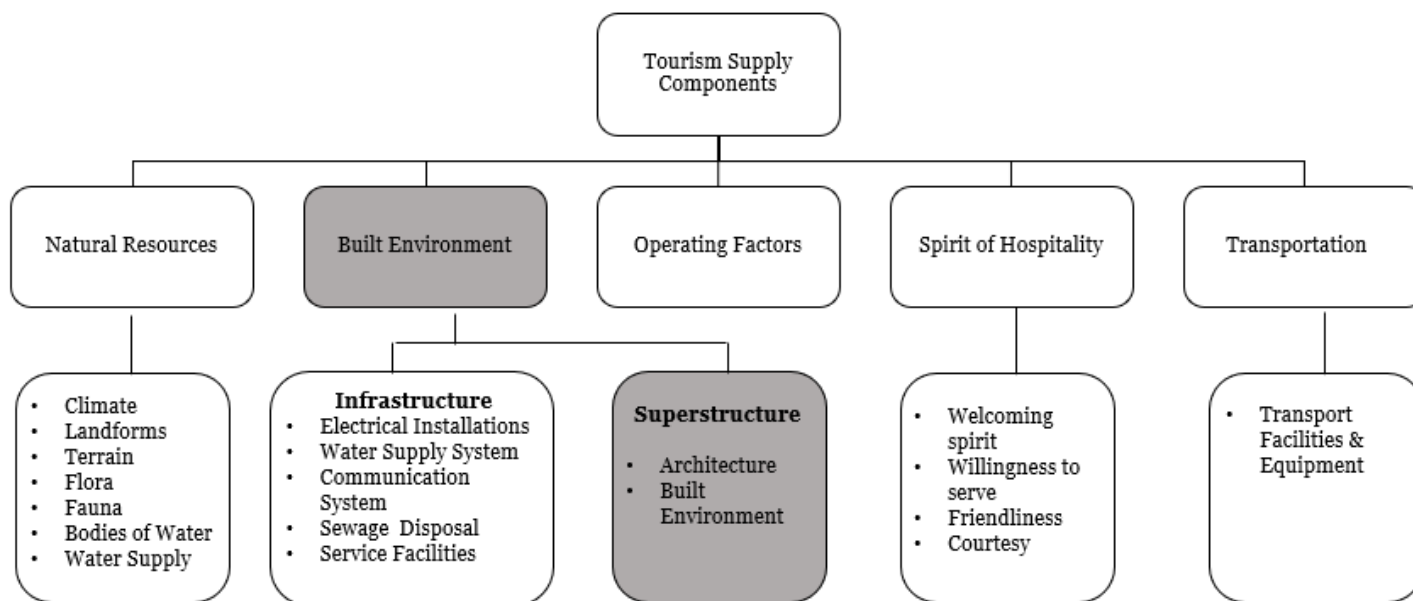 Tourism Supply
Components
Natural Resources
Built Environment
Operating Factors
Spirit of Hospitality
Transportation
• Climate
• Landforms
• Terrain
• Flora
• Fauna
• Bodies of Water
• Water Supply
Infrastructure
• Electrical Installations
• Water Supply System
• Communication
System
• Sewage Disposal
• Service Facilities
Superstructure
• Architecture
• Built
Environment
• Welcoming
spirit
• Willingness to
serve
• Friendliness
• Courtesy
• Transport
Facilities &
Equipment